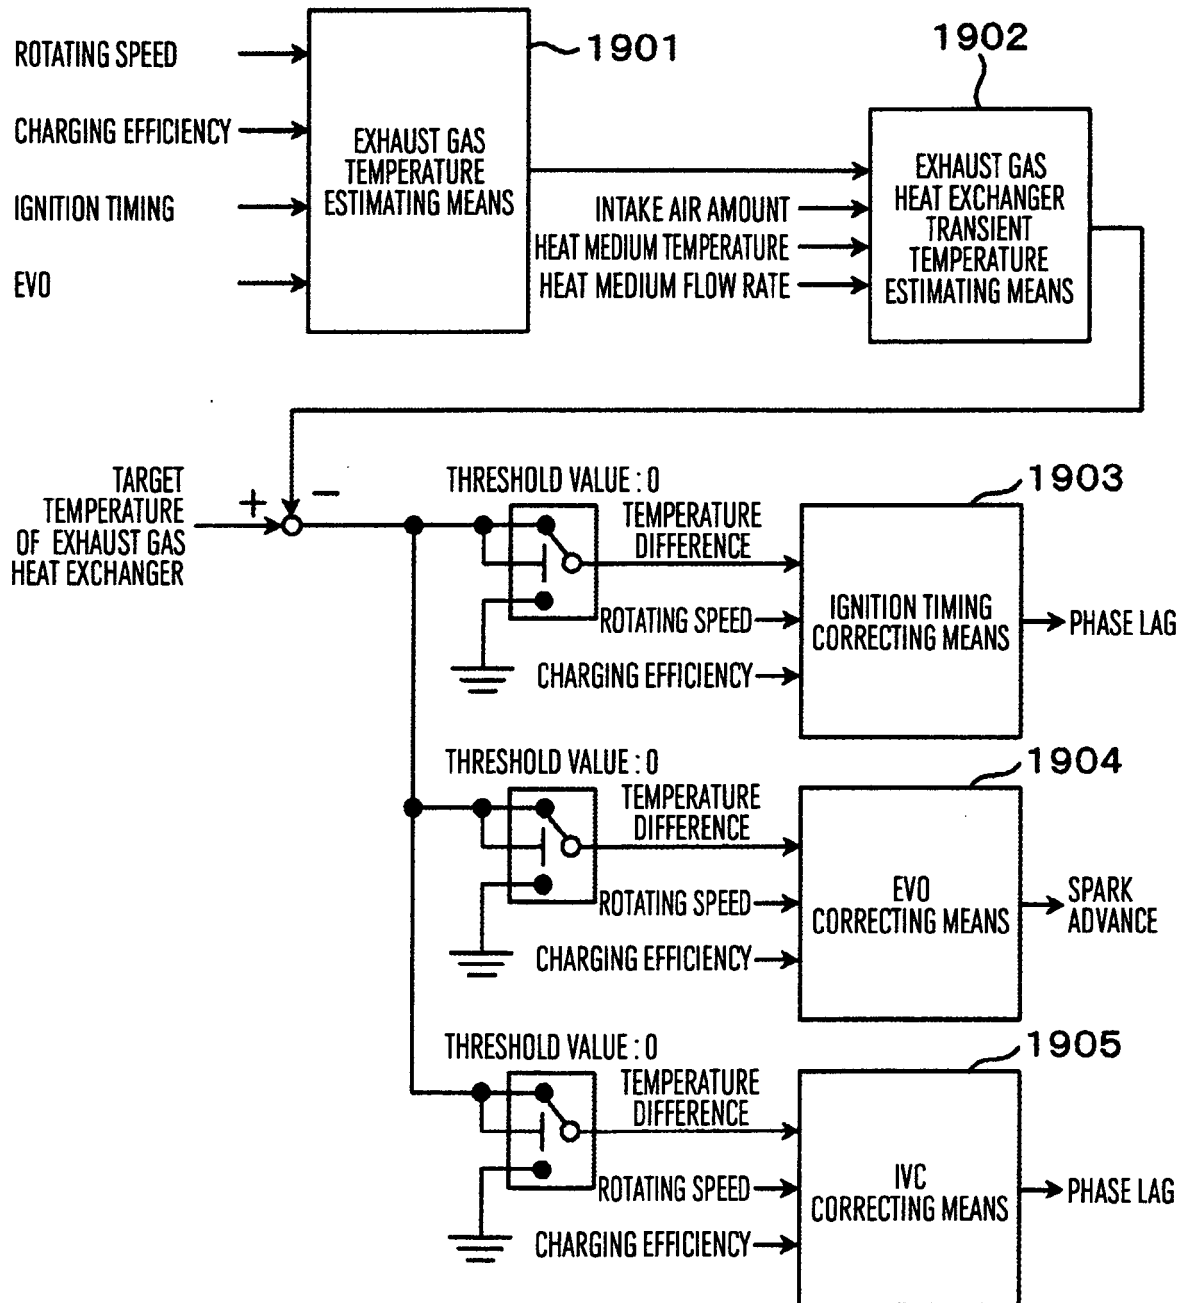 ROTATING SPEED
CHARGING EFFICIENCY
IGNITION TIMING
EVO
EXHAUST GAS
TEMPERATURE
ESTIMATING MEANS
1901
1902
INTAKE AIR AMOUNT
HEAT MEDIUM TEMPERATURE
HEAT MEDIUM FLOW RATE
EXHAUST GAS
HEAT EXCHANGER
TRANSIENT
TEMPERATURE
ESTIMATING MEANS
TARGET
TEMPERATURE
OF EXHAUST GAS
HEAT EXCHANGER
+ −
THRESHOLD VALUE : 0
TEMPERATURE
DIFFERENCE
ROTATING SPEED
CHARGING EFFICIENCY
1903
IGNITION TIMING
CORRECTING MEANS
PHASE LAG
THRESHOLD VALUE : 0
TEMPERATURE
DIFFERENCE
ROTATING SPEED
CHARGING EFFICIENCY
1904
EVO
CORRECTING MEANS
SPARK
ADVANCE
THRESHOLD VALUE : 0
TEMPERATURE
DIFFERENCE
ROTATING SPEED
CHARGING EFFICIENCY
1905
IVC
CORRECTING MEANS
PHASE LAG